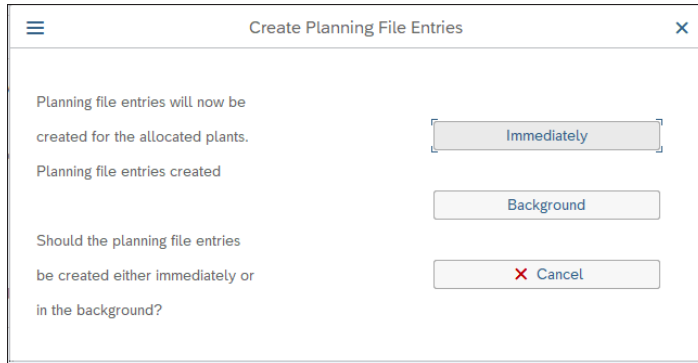 Create Planning File Entries
Planning file entries will now be
created for the allocated plants.
Immediately
Planning file entries created
Background
Should the planning file entries
be created either immediately or
Cancel
in the background?